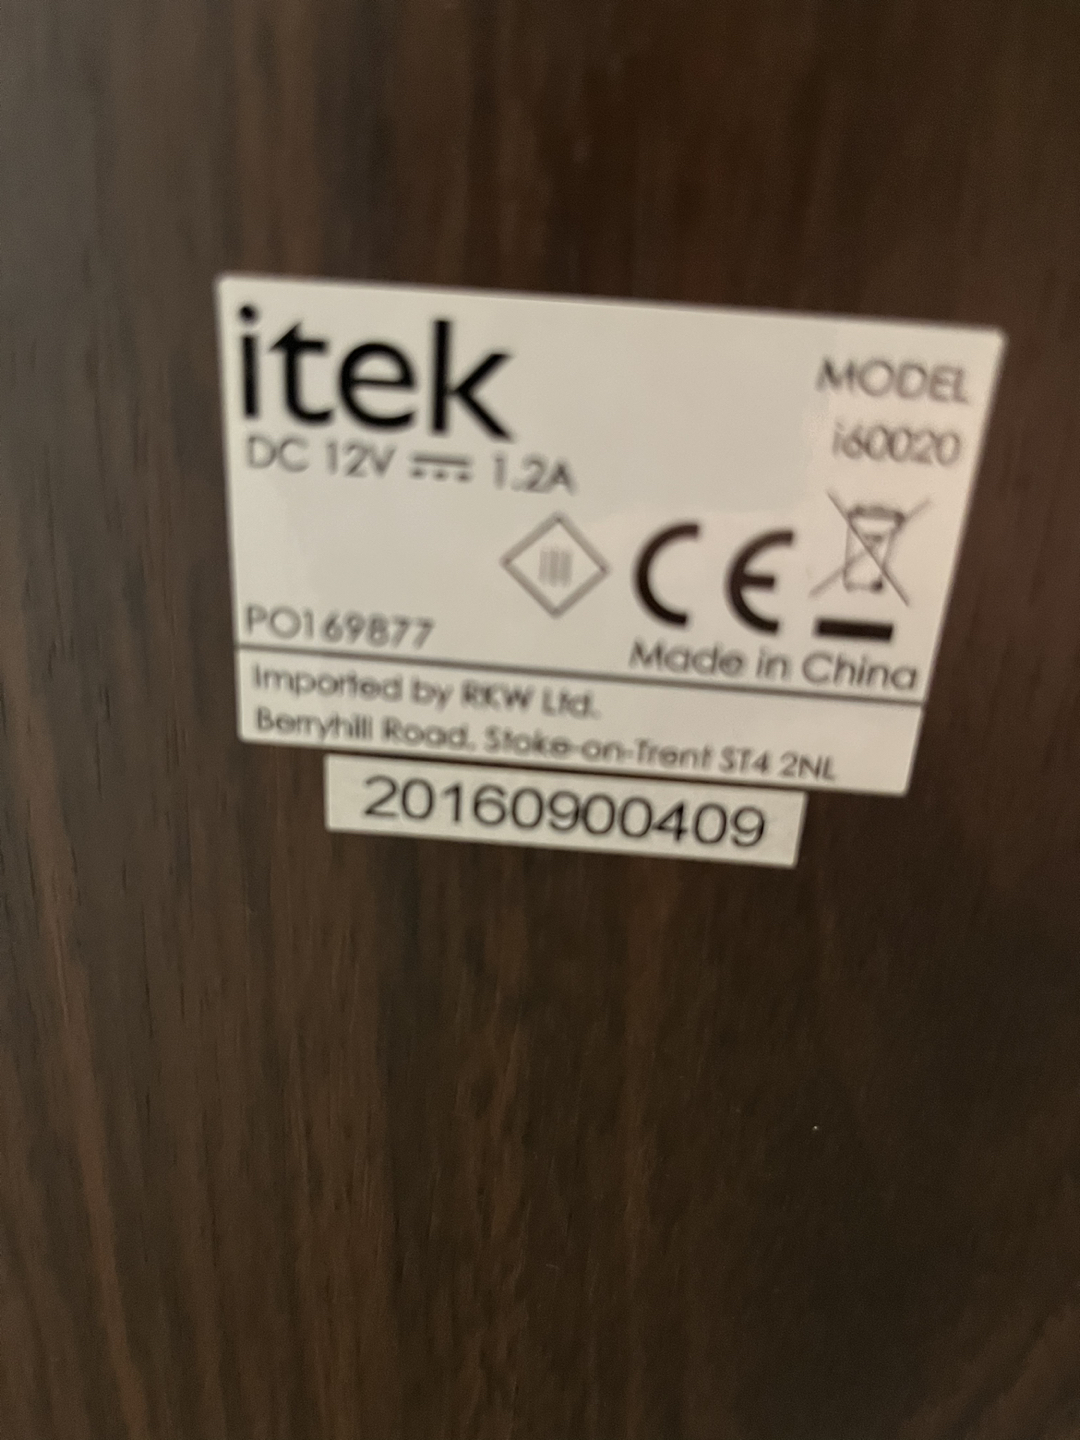 itek
MODEL
i60020
DC 12V ⎓ 1.2A
CE
PO169877
Made in China
Imported by RKW Ltd.
Berryhill Road, Stoke-on-Trent ST4 2NL
20160900409